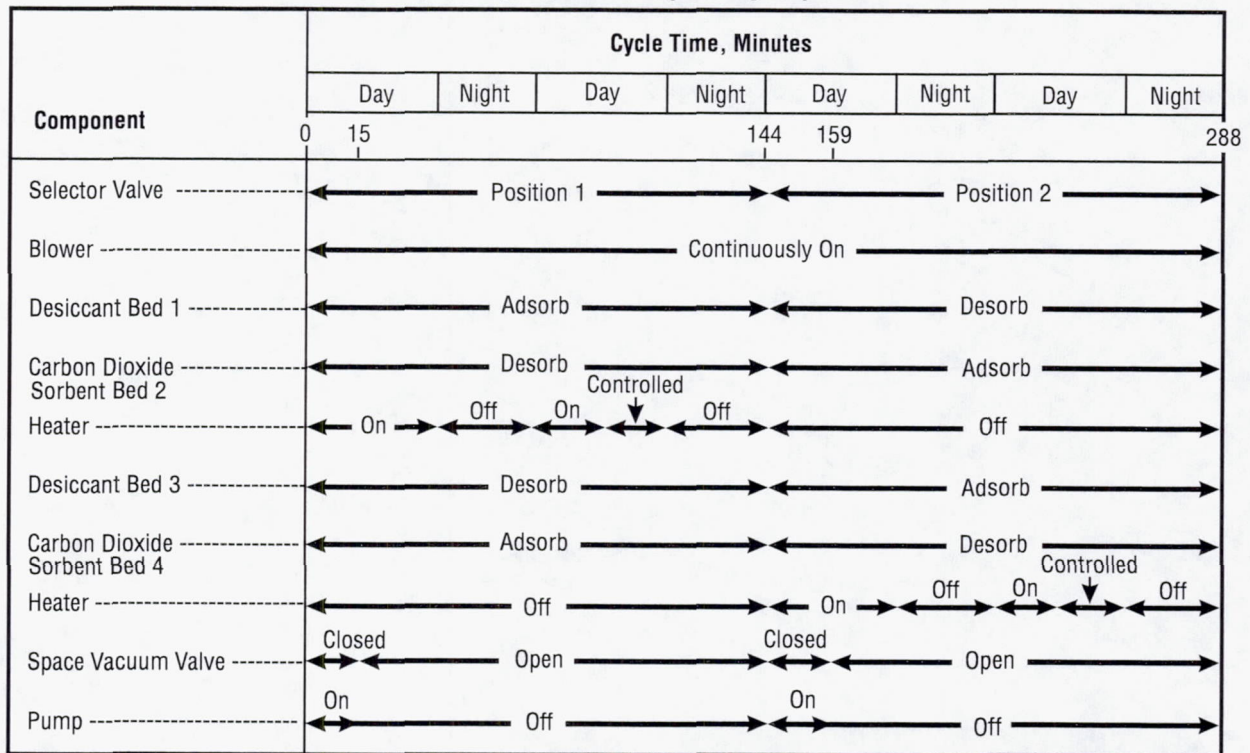 Cycle Time, Minutes
Day Night Day Night Day Night Day Night
Component
0 15 144 159 288
Selector Valve Position 1 Position 2
Blower Continuously On
Desiccant Bed 1 Adsorb Desorb
Carbon Dioxide Desorb Adsorb
Sorbent Bed 2 Controlled
Heater On Off On Off Off
Desiccant Bed 3 Desorb Adsorb
Carbon Dioxide Adsorb Desorb
Sorbent Bed 4 Controlled
Heater Off On Off On Off
Closed Closed
Space Vacuum Valve Open Open
On On
Pump Off Off